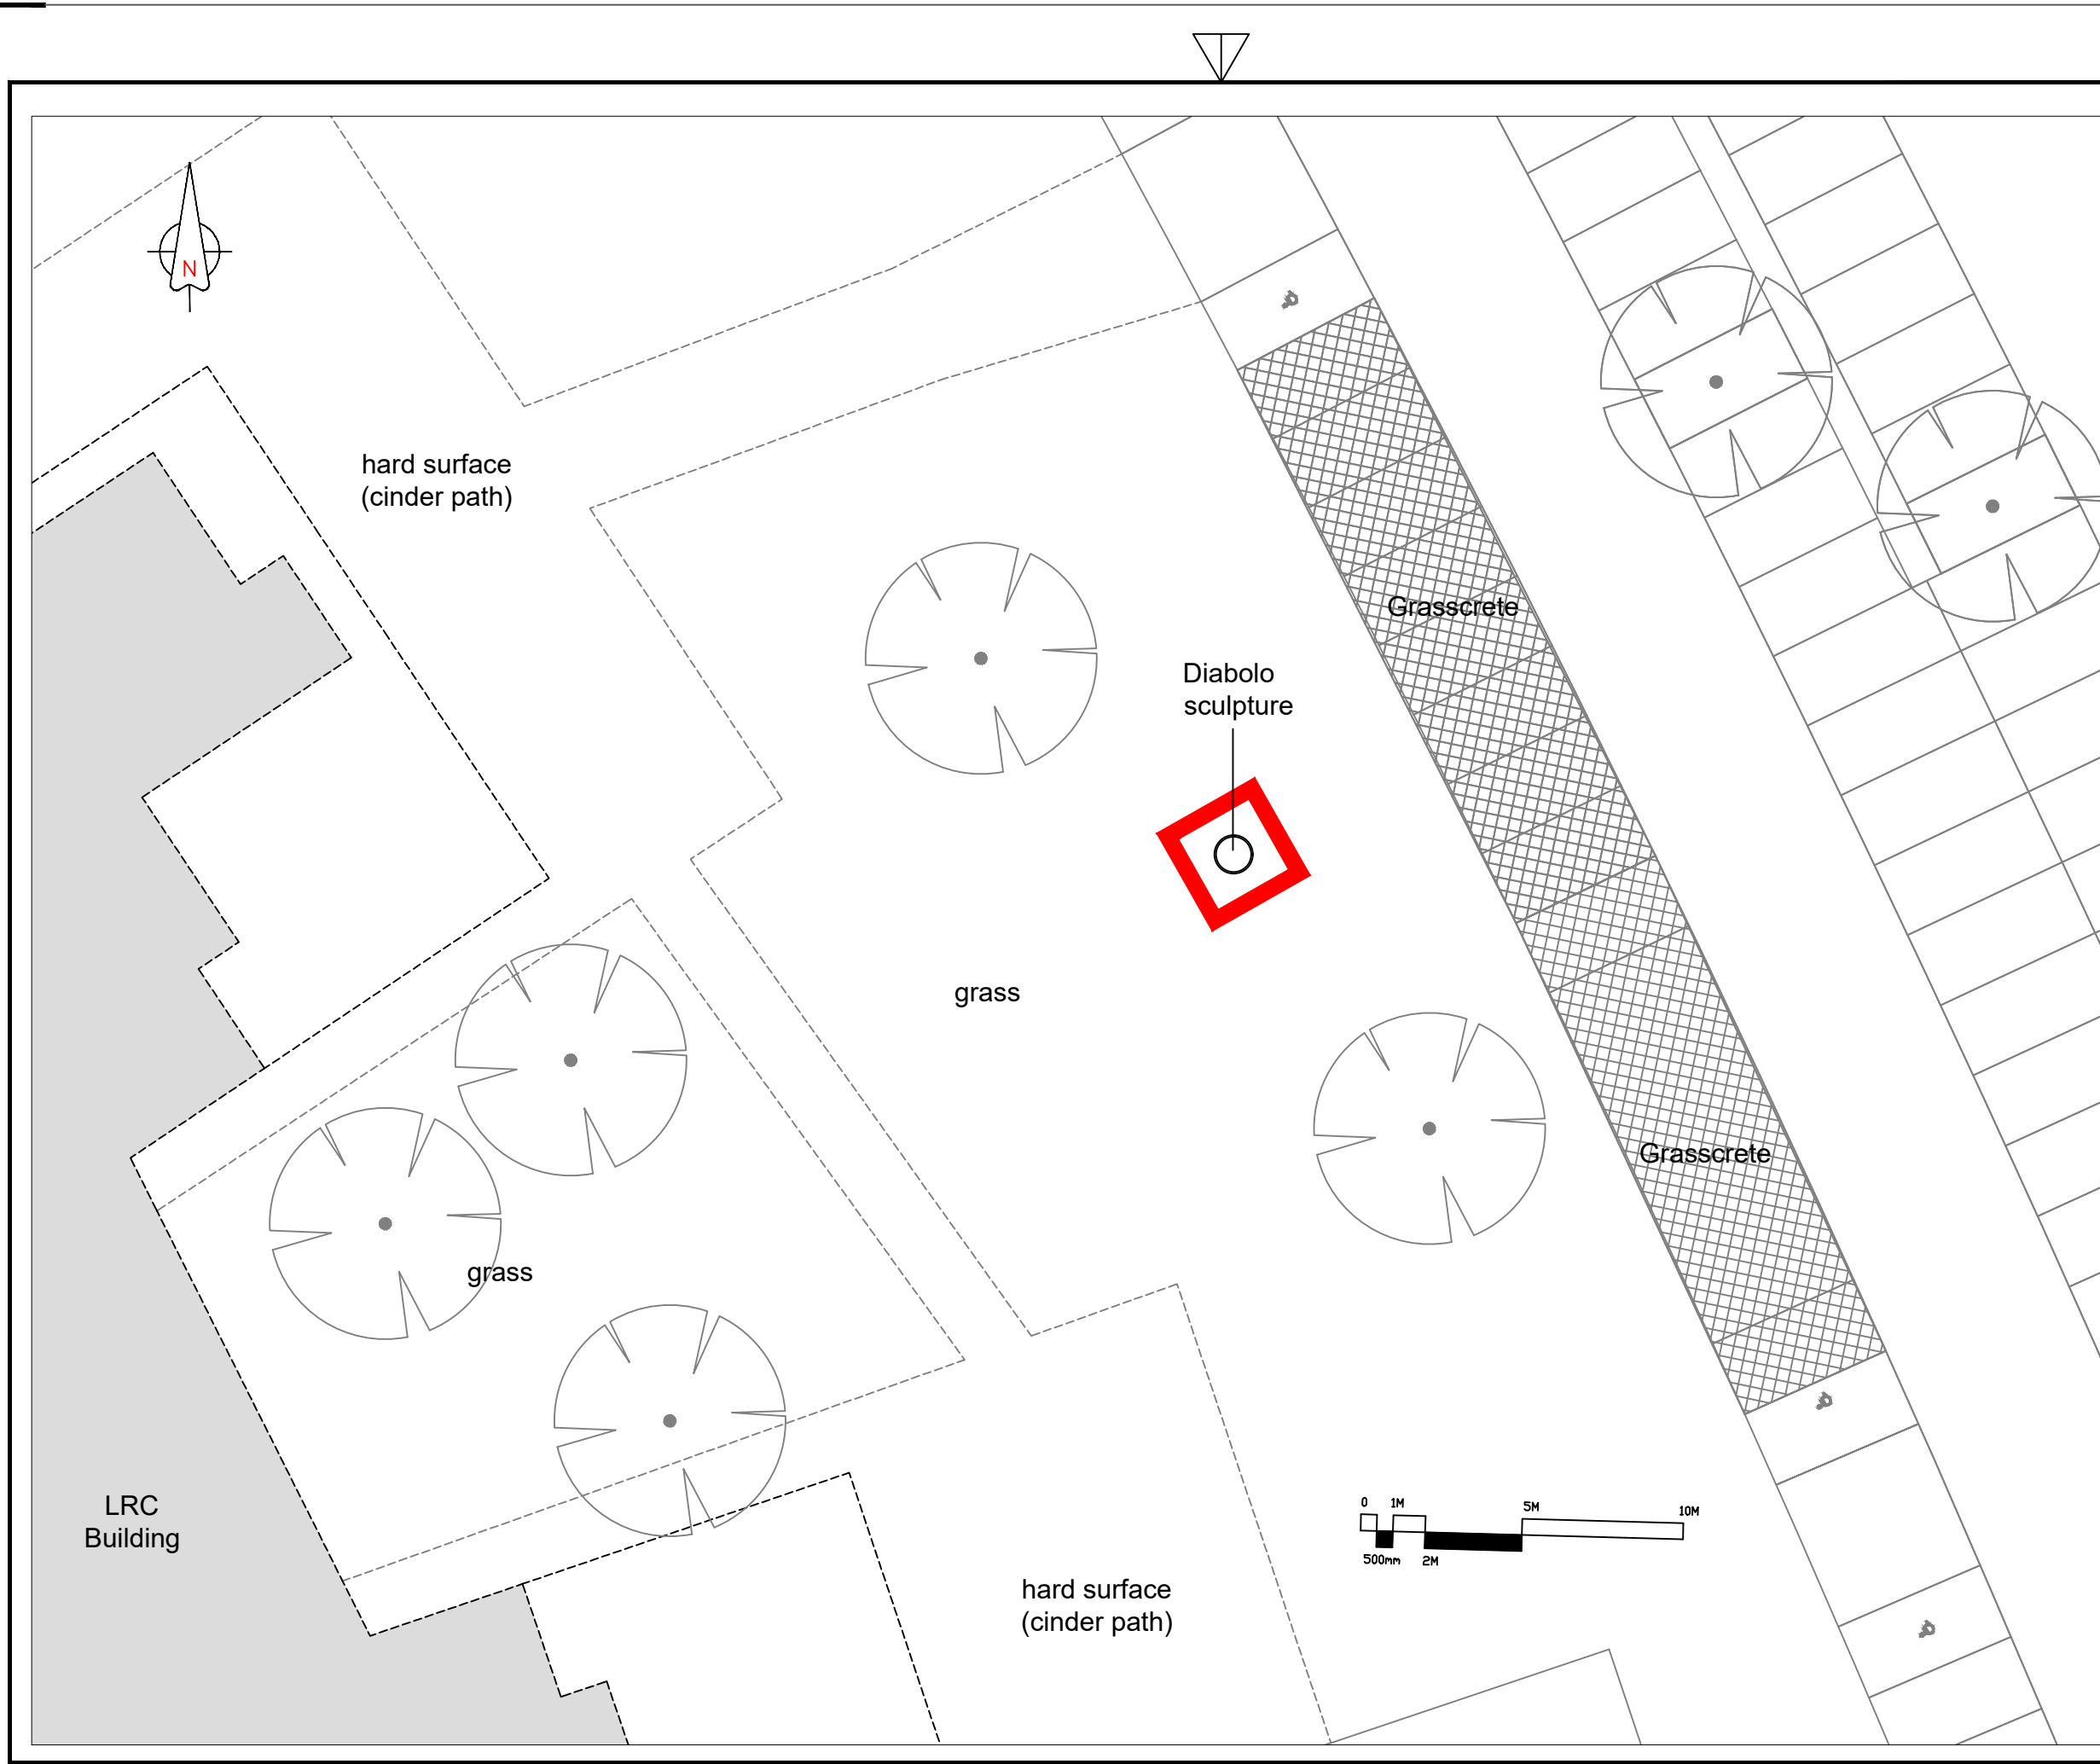 N
hard surface
(cinder path)
Grasscrete
Diabolo
sculpture
grass
Grasscrete
grass
LRC
Building
0 1M 5M 10M
500mm 2M
hard surface
(cinder path)